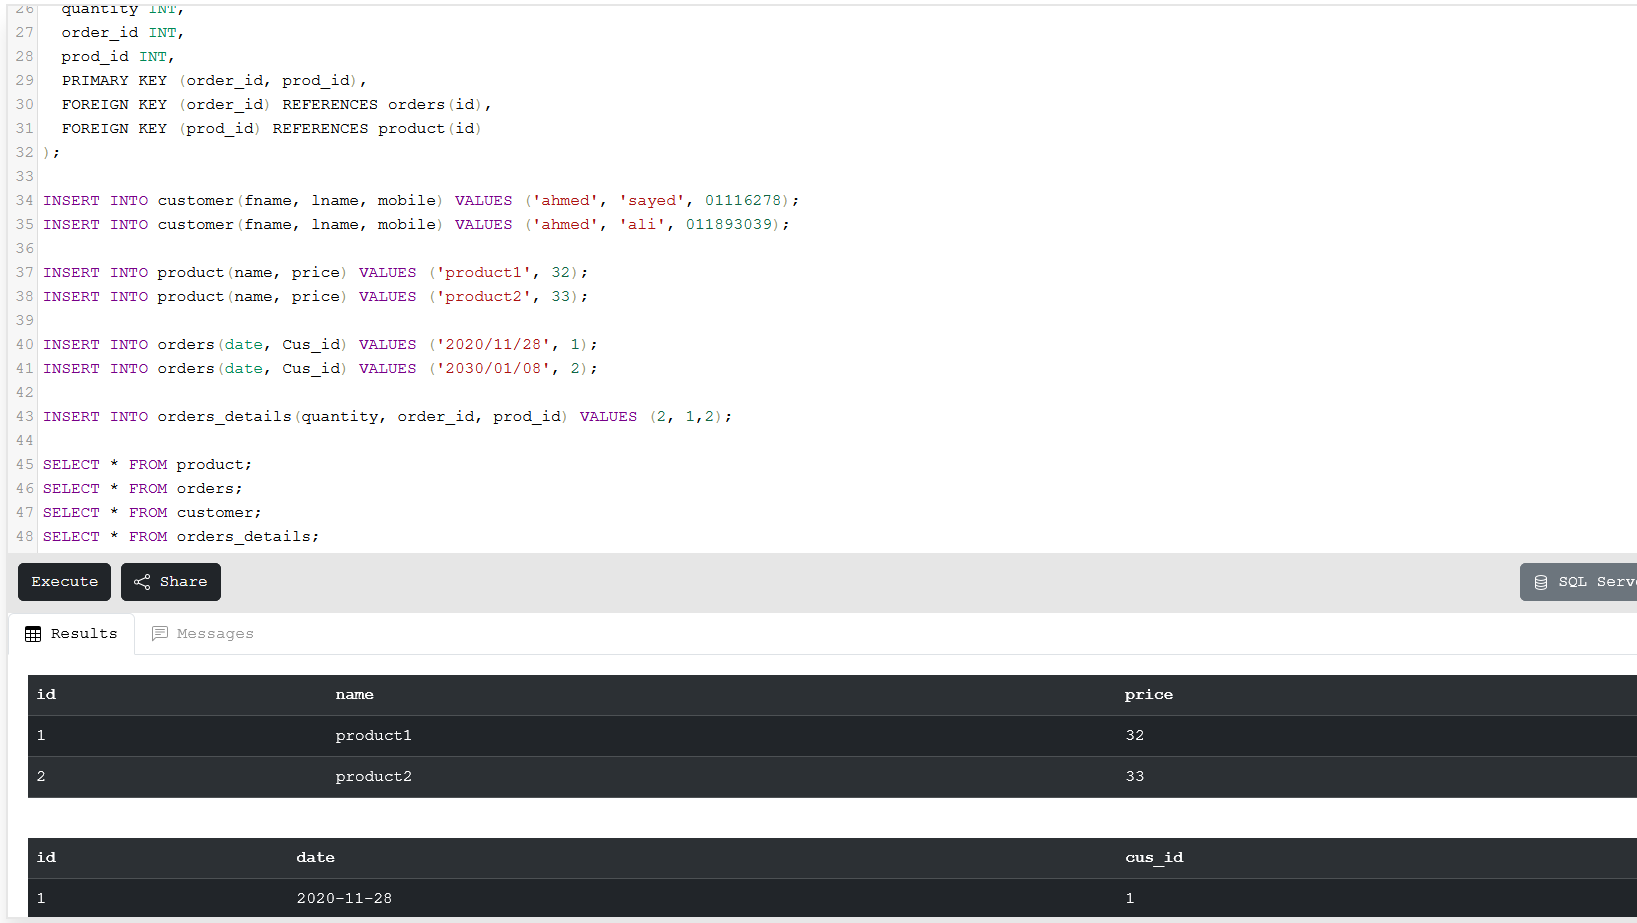 26 quantity INT,
27 order_id INT,
28 prod_id INT,
29 PRIMARY KEY (order_id, prod_id),
30 FOREIGN KEY (order_id) REFERENCES orders(id),
31 FOREIGN KEY (prod_id) REFERENCES product(id)
32 );
33
34 INSERT INTO customer(fname, lname, mobile) VALUES ('ahmed', 'sayed', 01116278);
35 INSERT INTO customer(fname, lname, mobile) VALUES ('ahmed', 'ali', 011893039);
36
37 INSERT INTO product(name, price) VALUES ('product1', 32);
38 INSERT INTO product(name, price) VALUES ('product2', 33);
39
40 INSERT INTO orders(date, Cus_id) VALUES ('2020/11/28', 1);
41 INSERT INTO orders(date, Cus_id) VALUES ('2030/01/08', 2);
42
43 INSERT INTO orders_details(quantity, order_id, prod_id) VALUES (2, 1,2);
44
45 SELECT * FROM product;
46 SELECT * FROM orders;
47 SELECT * FROM customer;
48 SELECT * FROM orders_details;
Execute Share SQL Serv
Results Messages
id name price
1 product1 32
2 product2 33
id date cus_id
1 2020-11-28 1